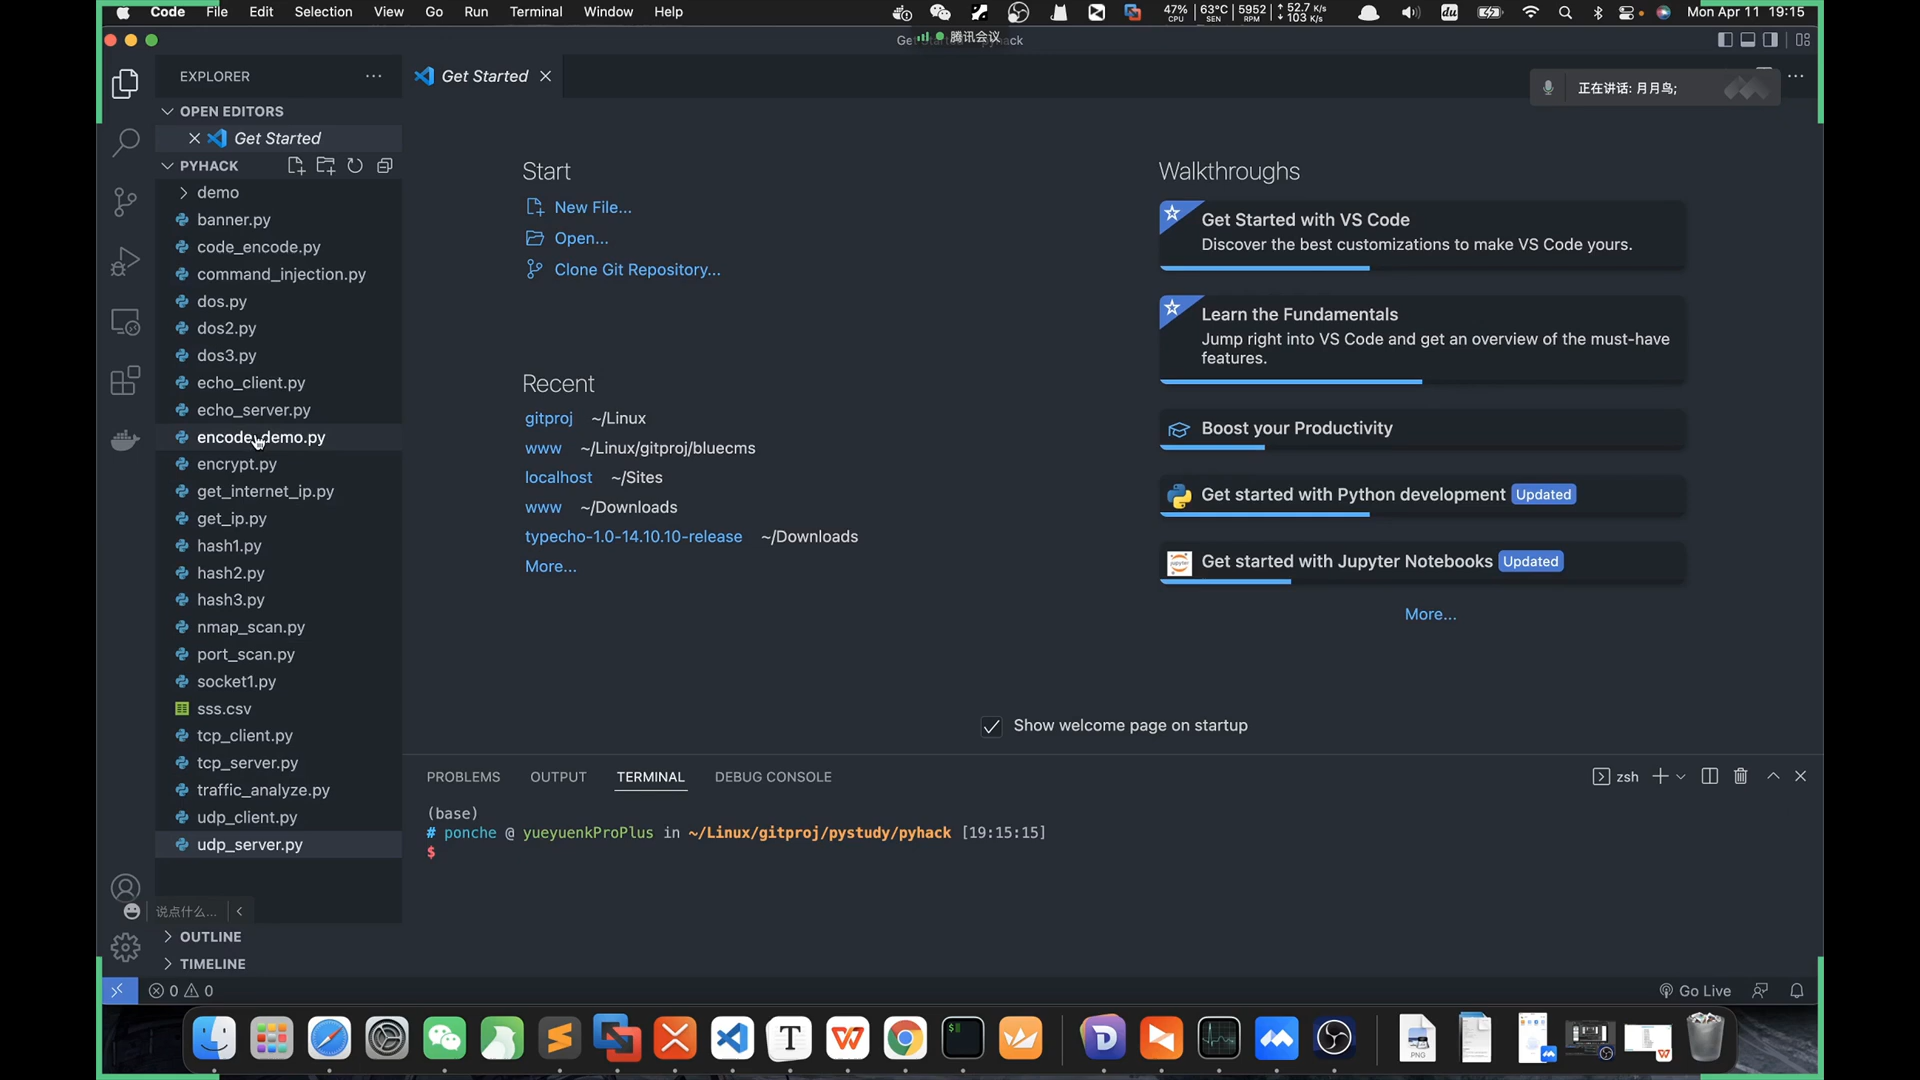 Code File Edit Selection View Go Run Terminal Window Help
47% CPU 63°C SEN 5952 RPM 52.7 K/s 103 K/s du Mon Apr 11 19:15
腾讯会议
EXPLORER
Get Started
正在讲话: 月月鸟;
OPEN EDITORS
Get Started
PYHACK
demo
banner.py
code_encode.py
command_injection.py
dos.py
dos2.py
dos3.py
echo_client.py
echo_server.py
encode_demo.py
encrypt.py
get_internet_ip.py
get_ip.py
hash1.py
hash2.py
hash3.py
nmap_scan.py
port_scan.py
socket1.py
sss.csv
tcp_client.py
tcp_server.py
traffic_analyze.py
udp_client.py
udp_server.py
说点什么...
OUTLINE
TIMELINE
Start
New File...
Open...
Clone Git Repository...
Recent
gitproj ~/Linux
www ~/Linux/gitproj/bluecms
localhost ~/Sites
www ~/Downloads
typecho-1.0-14.10.10-release ~/Downloads
More...
Walkthroughs
Get Started with VS Code
Discover the best customizations to make VS Code yours.
Learn the Fundamentals
Jump right into VS Code and get an overview of the must-have
features.
Boost your Productivity
Get started with Python development Updated
Get started with Jupyter Notebooks Updated
More...
Show welcome page on startup
PROBLEMS OUTPUT TERMINAL DEBUG CONSOLE
zsh
(base)
# ponche @ yueyuenkProPlus in ~/Linux/gitproj/pystudy/pyhack [19:15:15]
$
0 0
Go Live
PNG